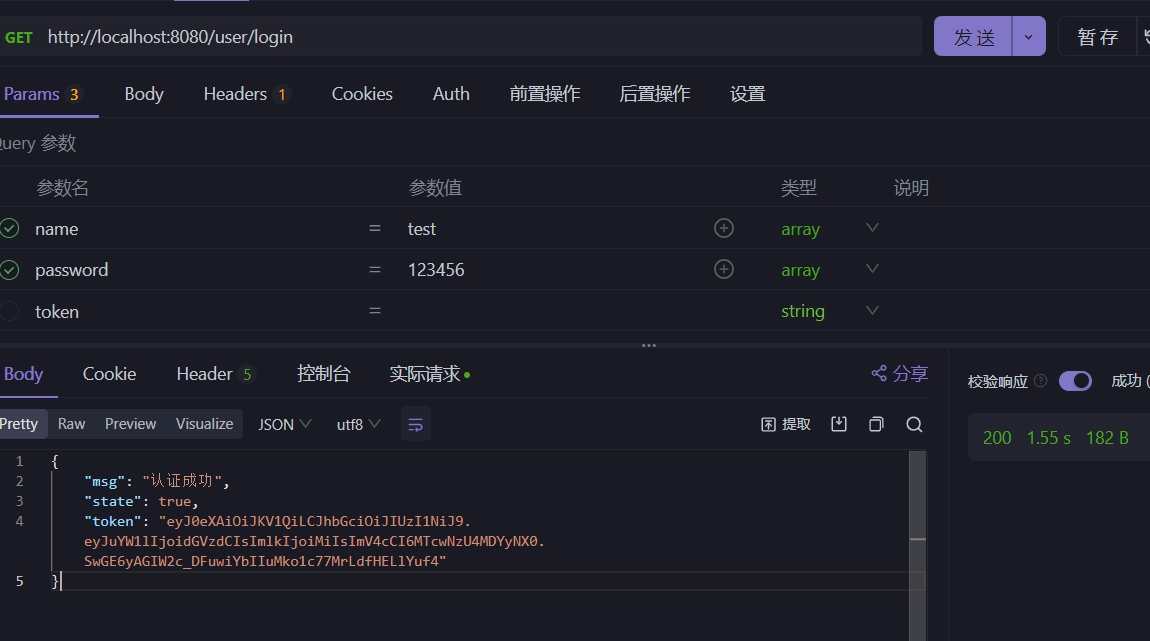 GET http://localhost:8080/user/login 发送 暂存
Params 3 Body Headers 1 Cookies Auth 前置操作 后置操作 设置
Query 参数
参数名 参数值 类型 说明
name = test array
password = 123456 array
token = string
Body Cookie Header 5 控制台 实际请求 分享 校验响应 成功 (
Pretty Raw Preview Visualize JSON utf8 提取
200 1.55 s 182 B
1 {
2 "msg": "认证成功",
3 "state": true,
4 "token": "eyJ0eXAiOiJKV1QiLCJhbGciOiJIUzI1NiJ9.
eyJuYW1lIjoidGVzdCIsImlkIjoiMiIsImV4cCI6MTcwNzU4MDYyNX0.
SwGE6yAGIW2c_DFuwiYbIIuMko1c77MrLdfHELlYuf4"
5 }